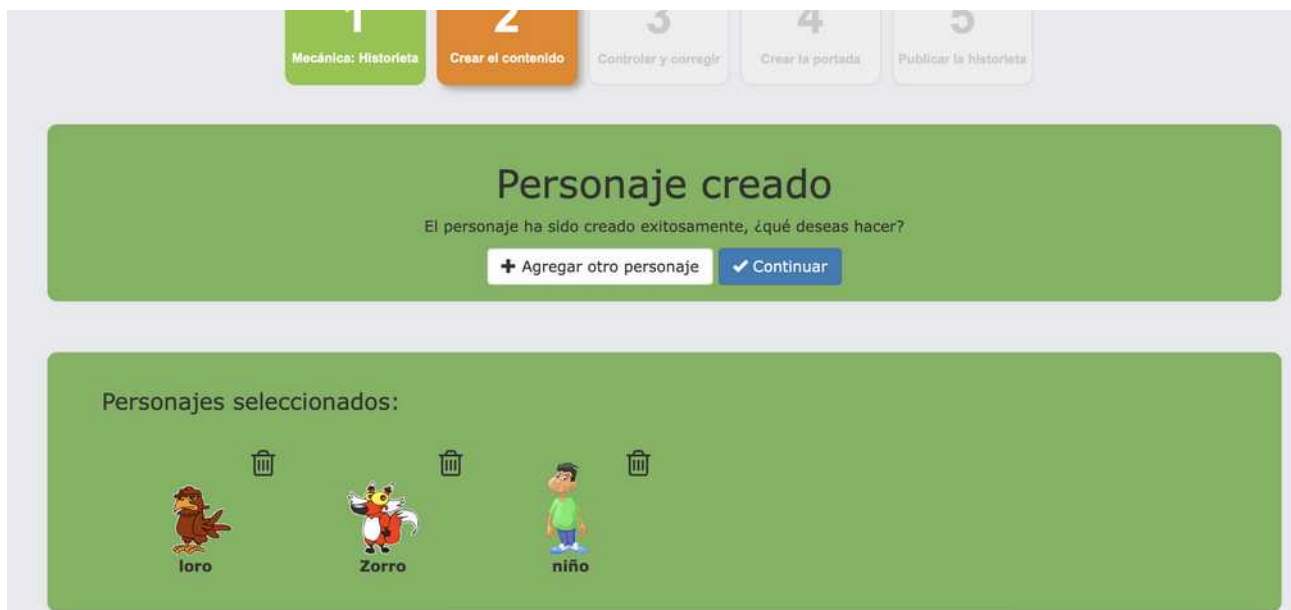 1
2
3
4
5
Mecánica: Historieta
Crear el contenido
Controlar y corregir
Crear la portada
Publicar la historieta
Personaje creado
El personaje ha sido creado exitosamente, ¿qué deseas hacer?
Agregar otro personaje
Continuar
Personajes seleccionados:
loro
Zorro
niño